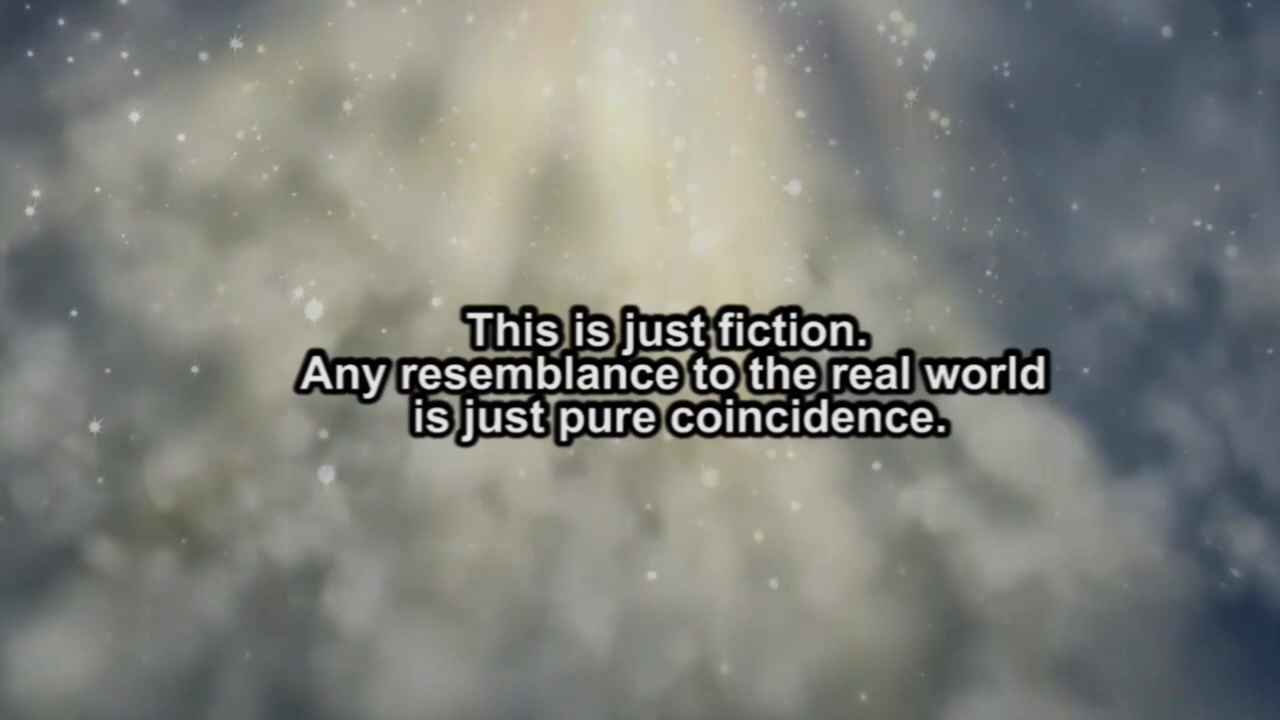 This is just fiction.
Any resemblance to the real world
is just pure coincidence.